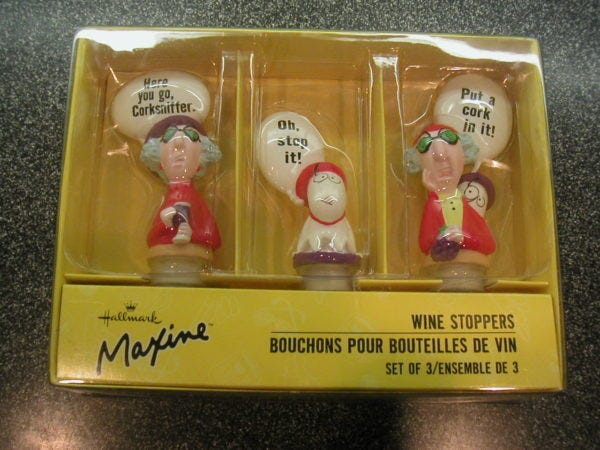 Here
you go,
Corksniffer.
Oh,
stop
it!
Put a
cork
in it!
Hallmark
Maxine™
WINE STOPPERS
BOUCHONS POUR BOUTEILLES DE VIN
SET OF 3/ENSEMBLE DE 3